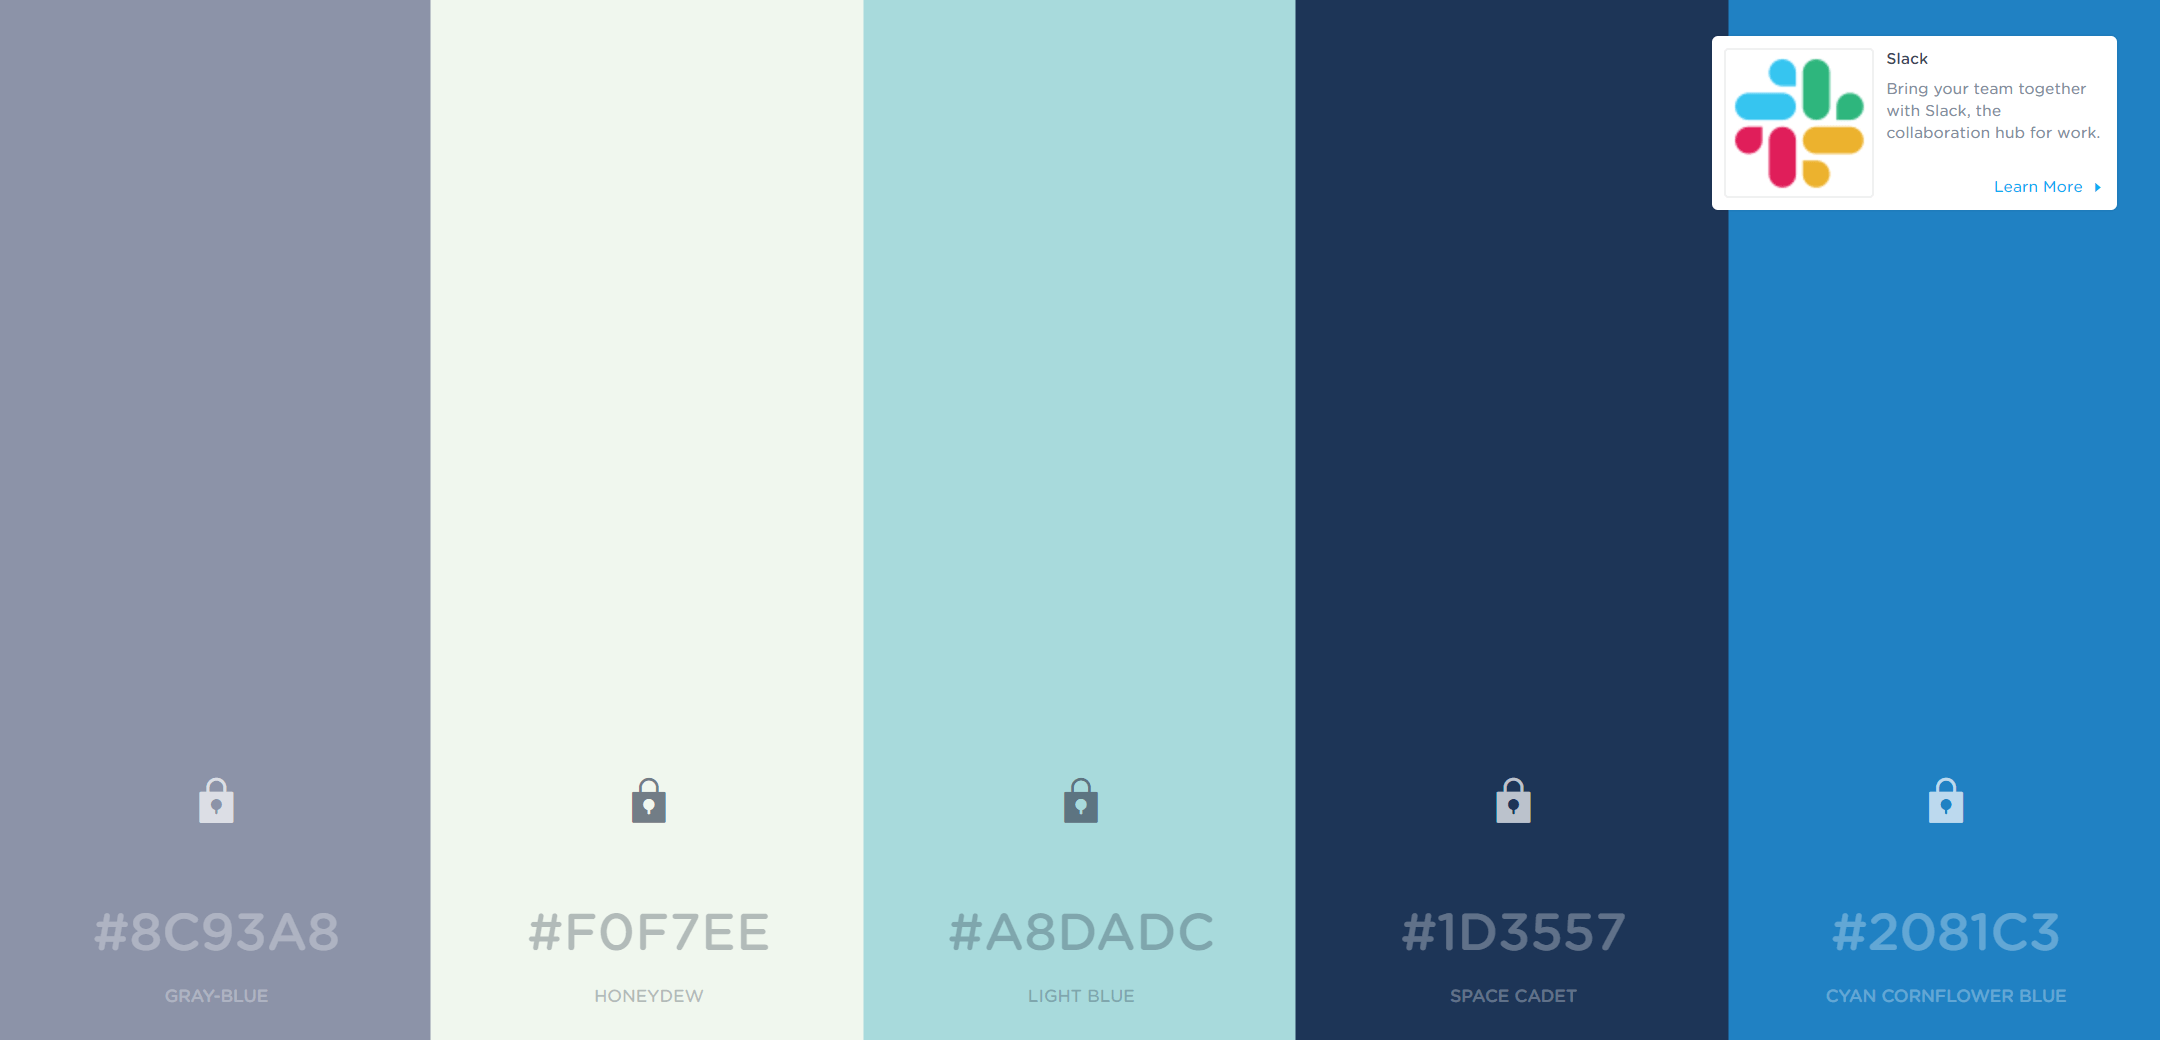 Slack
Bring your team together
with Slack, the
collaboration hub for work.
Learn More
#8C93A8
GRAY-BLUE
#F0F7EE
HONEYDEW
#A8DADC
LIGHT BLUE
#1D3557
SPACE CADET
#2081C3
CYAN CORNFLOWER BLUE